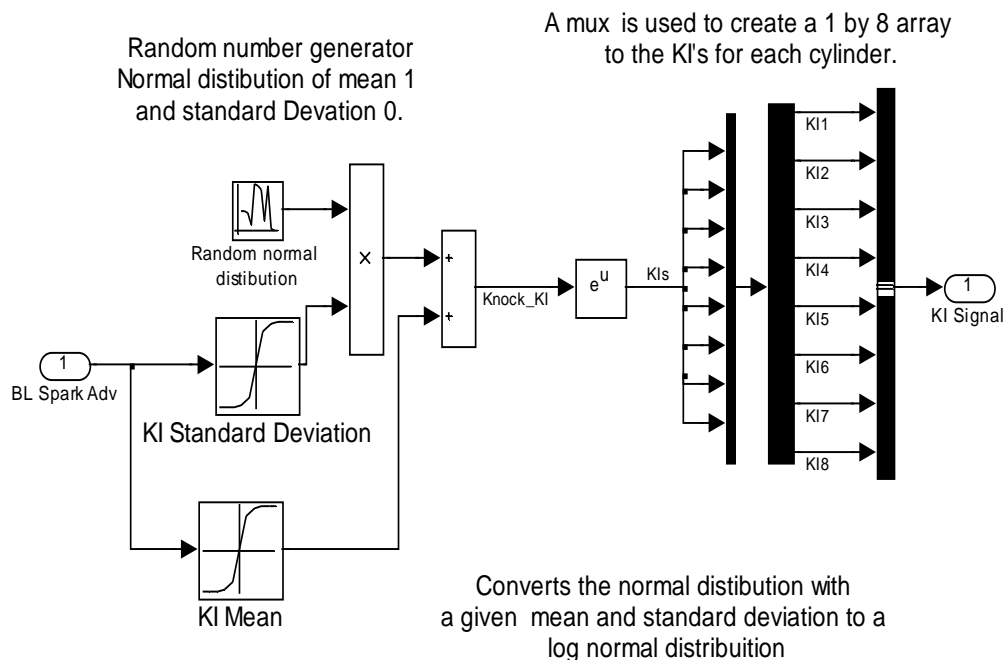 A mux is used to create a 1 by 8 array
to the KI's for each cylinder.
Random number generator
Normal distibution of mean 1
and standard Devation 0.
Random normal
distibution
x
+
+
Knock_KI
e^u
KIs
KI1
KI2
KI3
KI4
KI5
KI6
KI7
KI8
1
KI Signal
1
BL Spark Adv
KI Standard Deviation
KI Mean
Converts the normal distibution with
a given mean and standard deviation to a
log normal distribuition